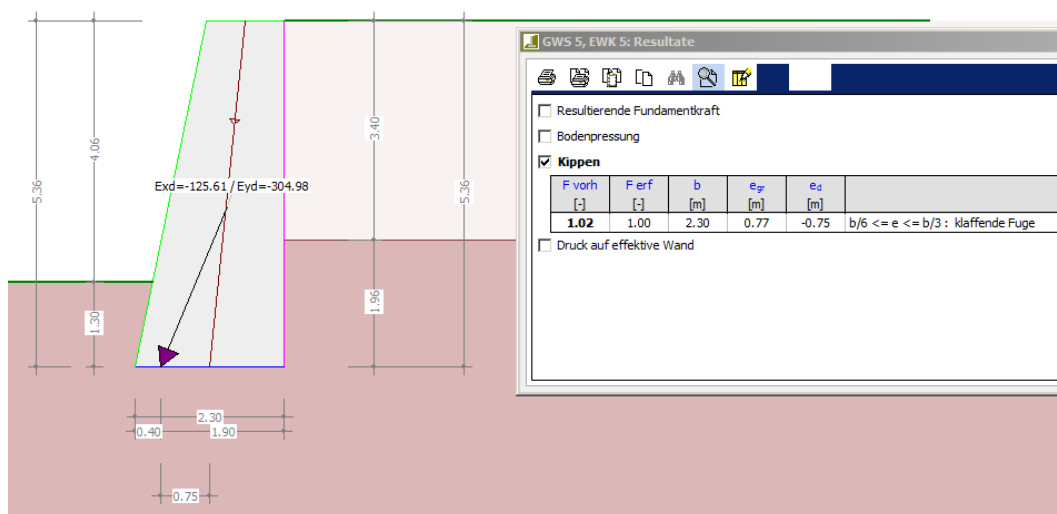 GWS 5, EWK 5: Resultate
Resultierende Fundamentkraft
Bodenpressung
Kippen
F vorh F erf b e_gr e_d
[-] [-] [m] [m] [m]
1.02 1.00 2.30 0.77 -0.75 b/6 <= e <= b/3 : klaffende Fuge
Druck auf effektive Wand
5.36
4.06
1.30
Exd=-125.61 / Eyd=-304.98
3.40
1.96
5.36
2.30
0.40 1.90
0.75